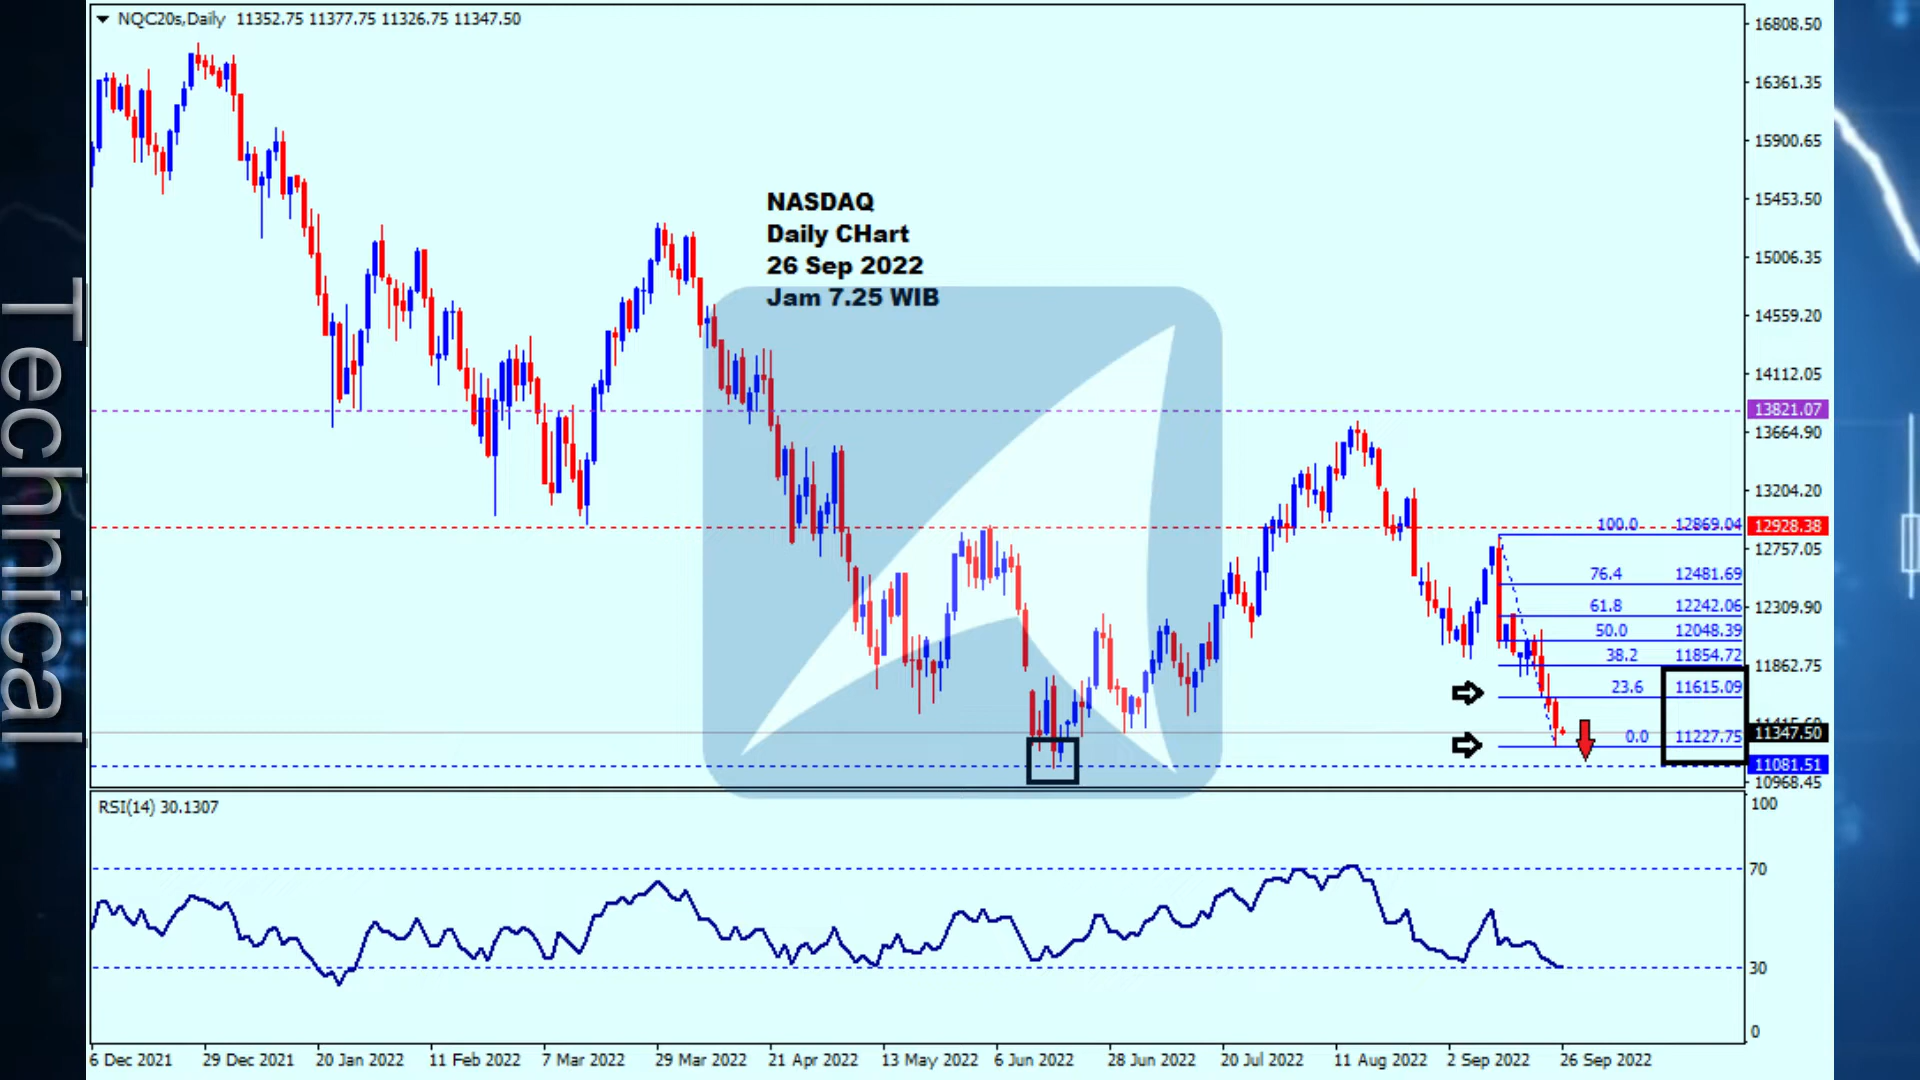 Technical
NQC20s,Daily 11352.75 11377.75 11326.75 11347.50
NASDAQ
Daily CHart
26 Sep 2022
Jam 7.25 WIB
16808.50
16361.35
15900.65
15453.50
15006.35
14559.20
14112.05
13821.07
13664.90
13204.20
100.0 12869.04 12928.38
12757.05
76.4 12481.69
61.8 12242.06 12309.90
50.0 12048.39
38.2 11854.72 11862.75
23.6 11615.09
11347.50
0.0 11227.75
11081.51
10968.45
RSI(14) 30.1307
100
70
30
0
6 Dec 2021 29 Dec 2021 20 Jan 2022 11 Feb 2022 7 Mar 2022 29 Mar 2022 21 Apr 2022 13 May 2022 6 Jun 2022 28 Jun 2022 20 Jul 2022 11 Aug 2022 2 Sep 2022 26 Sep 2022